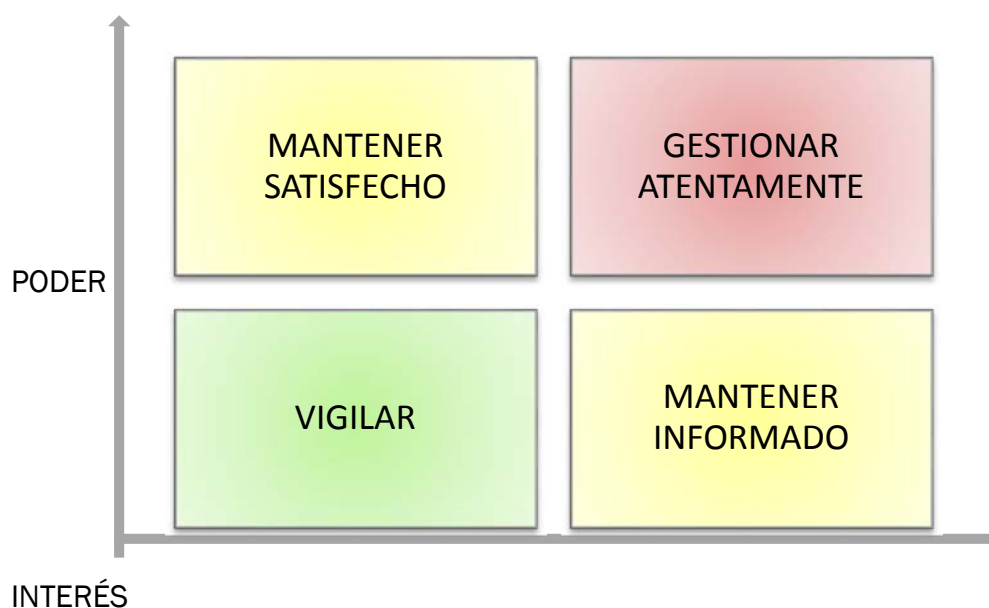 MANTENER
SATISFECHO
GESTIONAR
ATENTAMENTE
PODER
VIGILAR
MANTENER
INFORMADO
INTERÉS